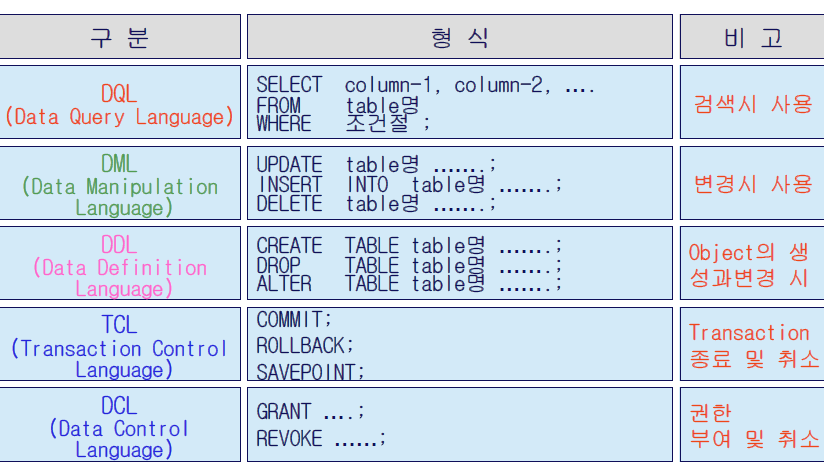 구 분
형 식
비 고
DQL
(Data Query Language)
SELECT column-1, column-2, ....
FROM table명
WHERE 조건절 ;
검색시 사용
DML
(Data Manipulation
Language)
UPDATE table명 .......;
INSERT INTO table명 .......;
DELETE table명 .......;
변경시 사용
DDL
(Data Definition
Language)
CREATE TABLE table명 .......;
DROP TABLE table명 .......;
ALTER TABLE table명 .......;
Object의 생
성과변경 시
TCL
(Transaction Control
Language)
COMMIT;
ROLLBACK;
SAVEPOINT;
Transaction
종료 및 취소
DCL
(Data Control
Language)
GRANT ....;
REVOKE ......;
권한
부여 및 취소